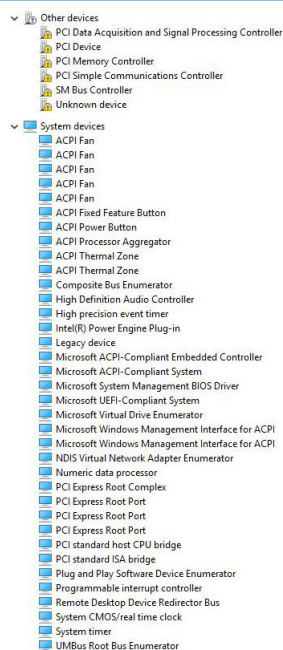 Other devices
PCI Data Acquisition and Signal Processing Controller
PCI Device
PCI Memory Controller
PCI Simple Communications Controller
SM Bus Controller
Unknown device
System devices
ACPI Fan
ACPI Fan
ACPI Fan
ACPI Fan
ACPI Fan
ACPI Fixed Feature Button
ACPI Power Button
ACPI Processor Aggregator
ACPI Thermal Zone
ACPI Thermal Zone
Composite Bus Enumerator
High Definition Audio Controller
High precision event timer
Intel(R) Power Engine Plug-in
Legacy device
Microsoft ACPI-Compliant Embedded Controller
Microsoft ACPI-Compliant System
Microsoft System Management BIOS Driver
Microsoft UEFI-Compliant System
Microsoft Virtual Drive Enumerator
Microsoft Windows Management Interface for ACPI
Microsoft Windows Management Interface for ACPI
NDIS Virtual Network Adapter Enumerator
Numeric data processor
PCI Express Root Complex
PCI Express Root Port
PCI Express Root Port
PCI Express Root Port
PCI standard host CPU bridge
PCI standard ISA bridge
Plug and Play Software Device Enumerator
Programmable interrupt controller
Remote Desktop Device Redirector Bus
System CMOS/real time clock
System timer
UMBus Root Bus Enumerator